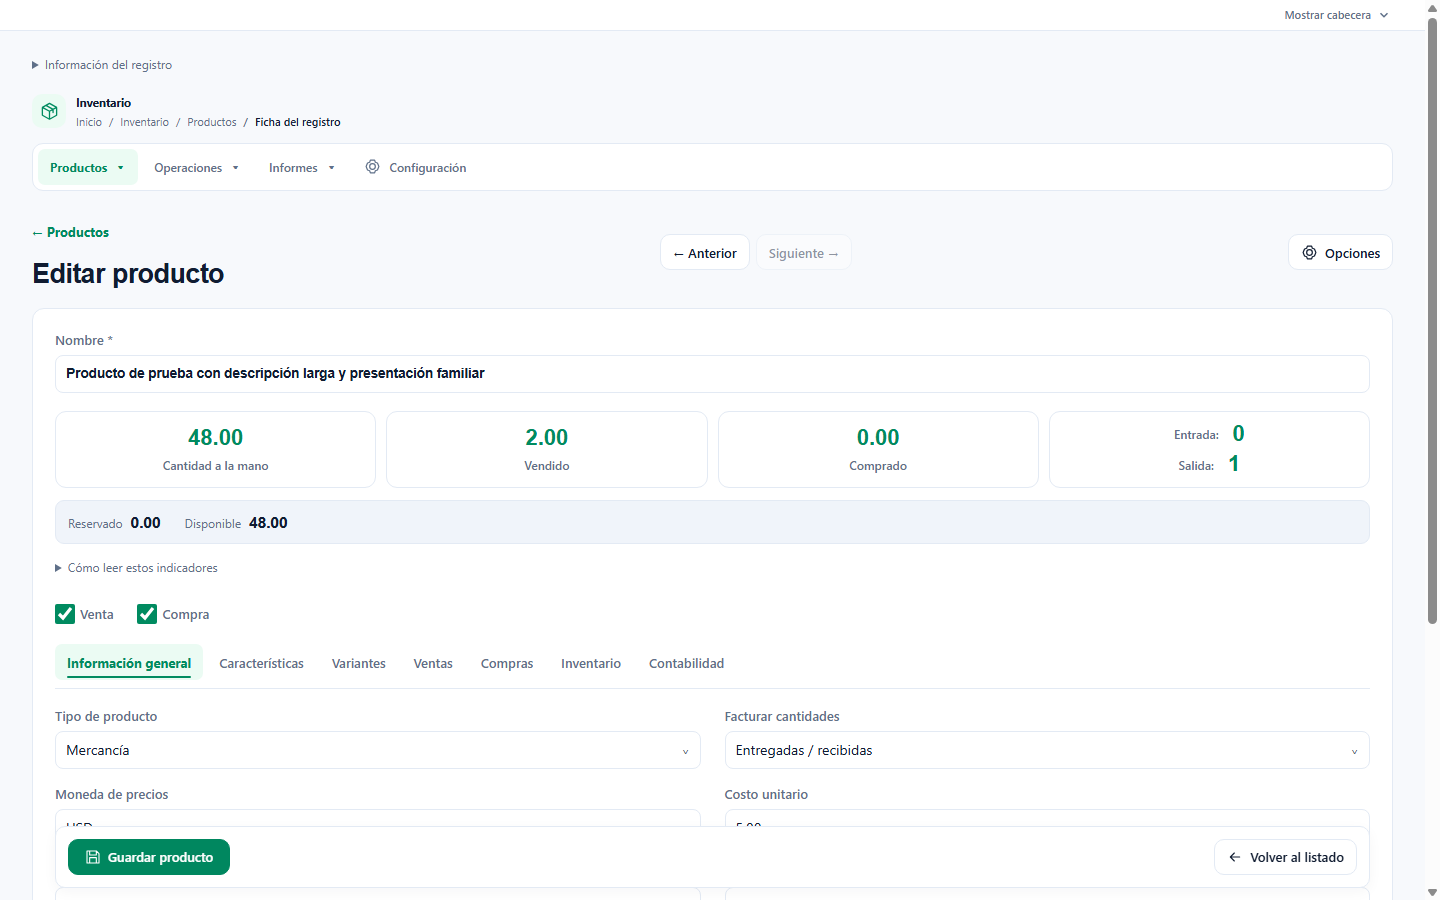 Mostrar cabecera
Información del registro
Inventario
Inicio / Inventario / Productos / Ficha del registro
Productos Operaciones Informes Configuración
← Productos
Editar producto
← Anterior
Siguiente →
Opciones
Nombre *
Producto de prueba con descripción larga y presentación familiar
48.00
Cantidad a la mano
2.00
Vendido
0.00
Comprado
Entrada: 0
Salida: 1
Reservado 0.00 Disponible 48.00
Cómo leer estos indicadores
Venta Compra
Información general Características Variantes Ventas Compras Inventario Contabilidad
Tipo de producto
Mercancía
Facturar cantidades
Entregadas / recibidas
Moneda de precios
Costo unitario
Guardar producto
← Volver al listado